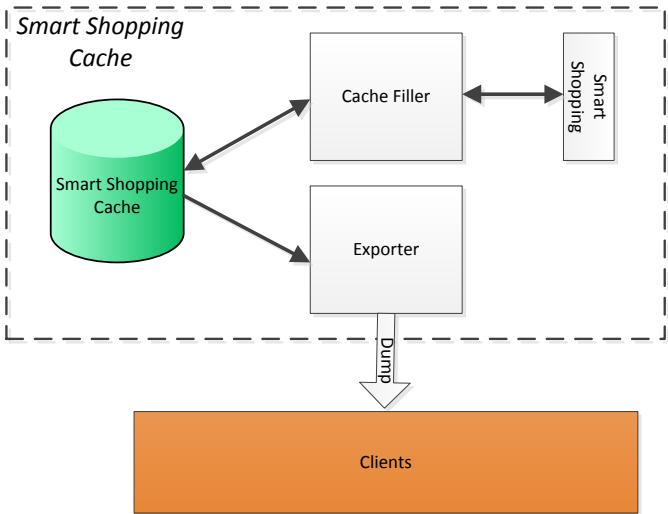 Smart Shopping
Cache
Cache Filler
Smart
Shopping
Smart Shopping
Cache
Exporter
Dump
Clients